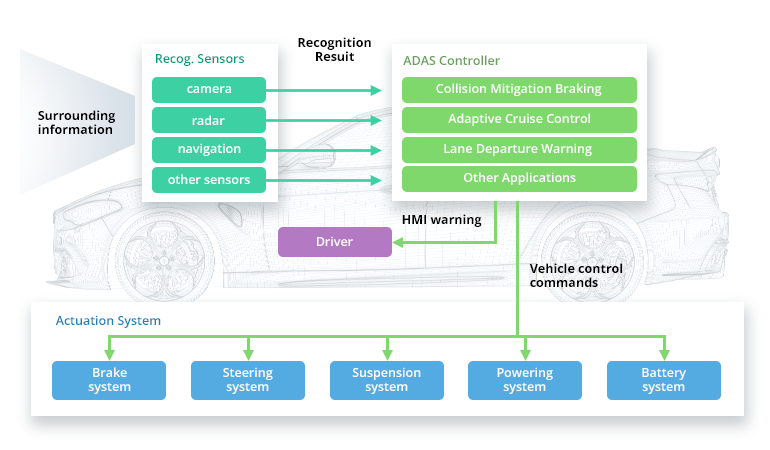 Recog. Sensors
Recognition
Resuit
ADAS Controller
camera
Collision Mitigation Braking
Surrounding
information
radar
Adaptive Cruise Control
navigation
Lane Departure Warning
other sensors
Other Applications
HMI warning
Driver
Vehicle control
commands
Actuation System
Brake
system
Steering
system
Suspension
system
Powering
system
Battery
system